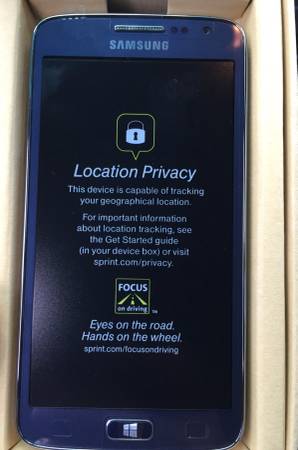 SAMSUNG
Location Privacy
This device is capable of tracking
your geographical location.
For important information
about location tracking, see
the Get Started guide
(in your device box) or visit
sprint.com/privacy.
FOCUS
on driving
TM
Eyes on the road.
Hands on the wheel.
sprint.com/focusondriving